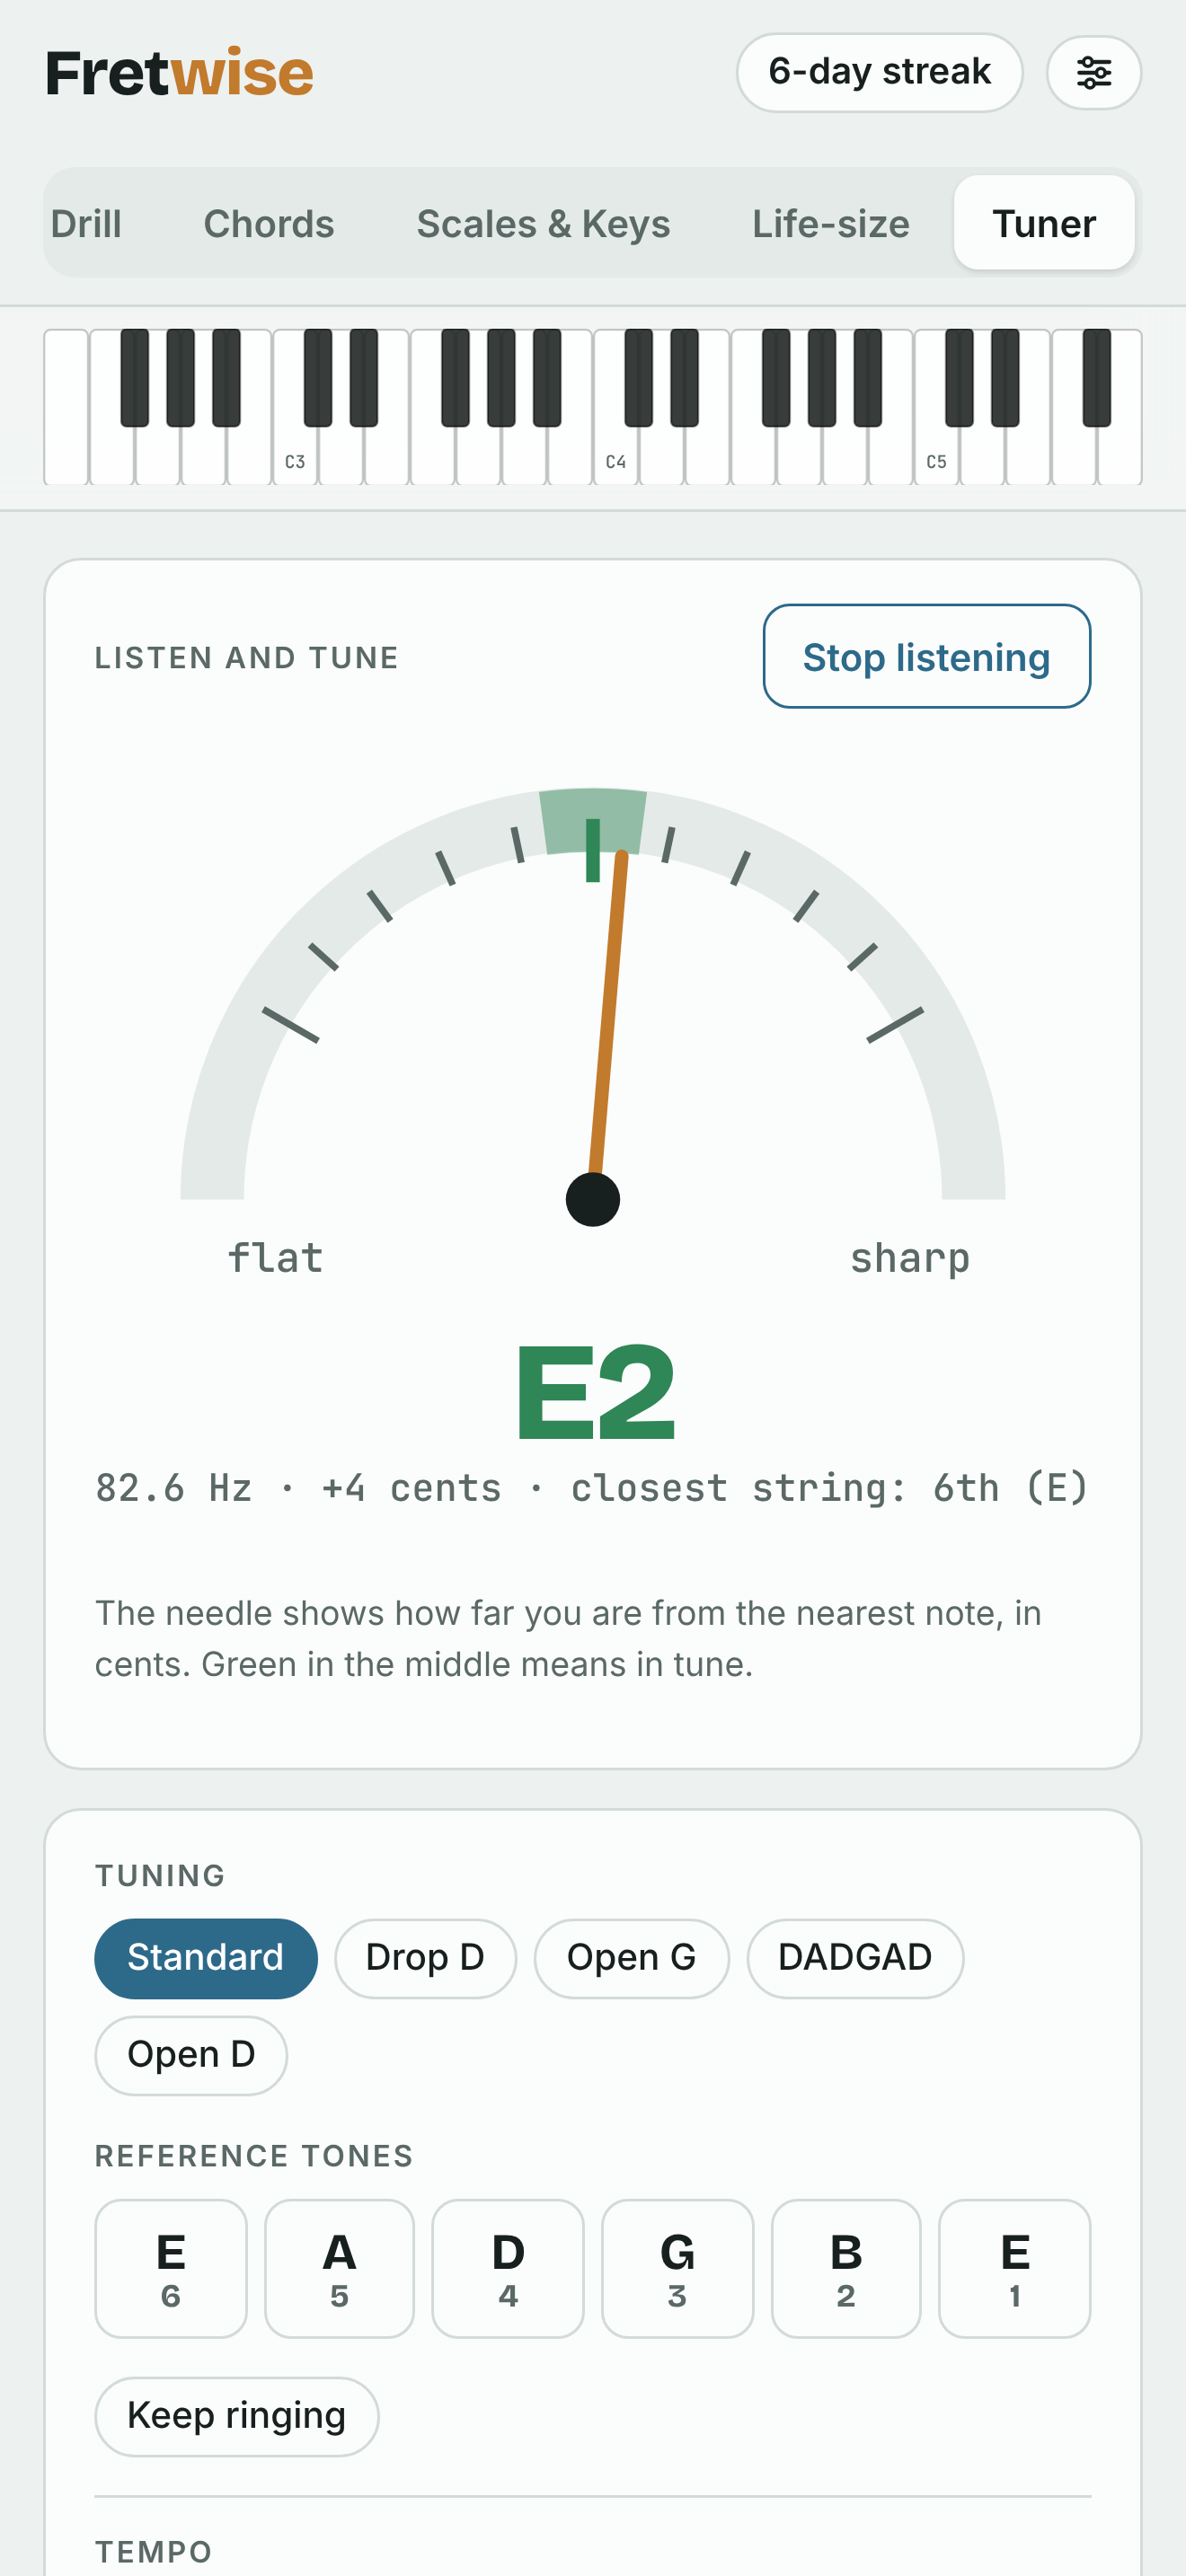 Fretwise
6-day streak
Drill Chords Scales & Keys Life-size Tuner
C3 C4 C5
LISTEN AND TUNE
Stop listening
flat sharp
E2
82.6 Hz · +4 cents · closest string: 6th (E)
The needle shows how far you are from the nearest note, in
cents. Green in the middle means in tune.
TUNING
Standard Drop D Open G DADGAD
Open D
REFERENCE TONES
E A D G B E
6 5 4 3 2 1
Keep ringing
TEMPO